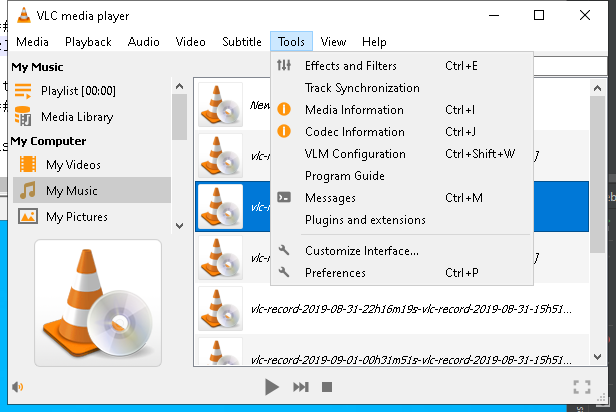 VLC media player
Media Playback Audio Video Subtitle Tools View Help
My Music
Playlist [00:00]
Media Library
My Computer
My Videos
My Music
My Pictures
Effects and Filters Ctrl+E
Track Synchronization
Media Information Ctrl+I
Codec Information Ctrl+J
VLM Configuration Ctrl+Shift+W
Program Guide
Messages Ctrl+M
Plugins and extensions
Customize Interface...
Preferences Ctrl+P
New
vlc-r
vlc-r
vlc-r
vlc-record-2019-08-31-22h16m19s-vlc-record-2019-08-31-15h51...
vlc-record-2019-09-01-00h31m51s-vlc-record-2019-08-31-15h51...